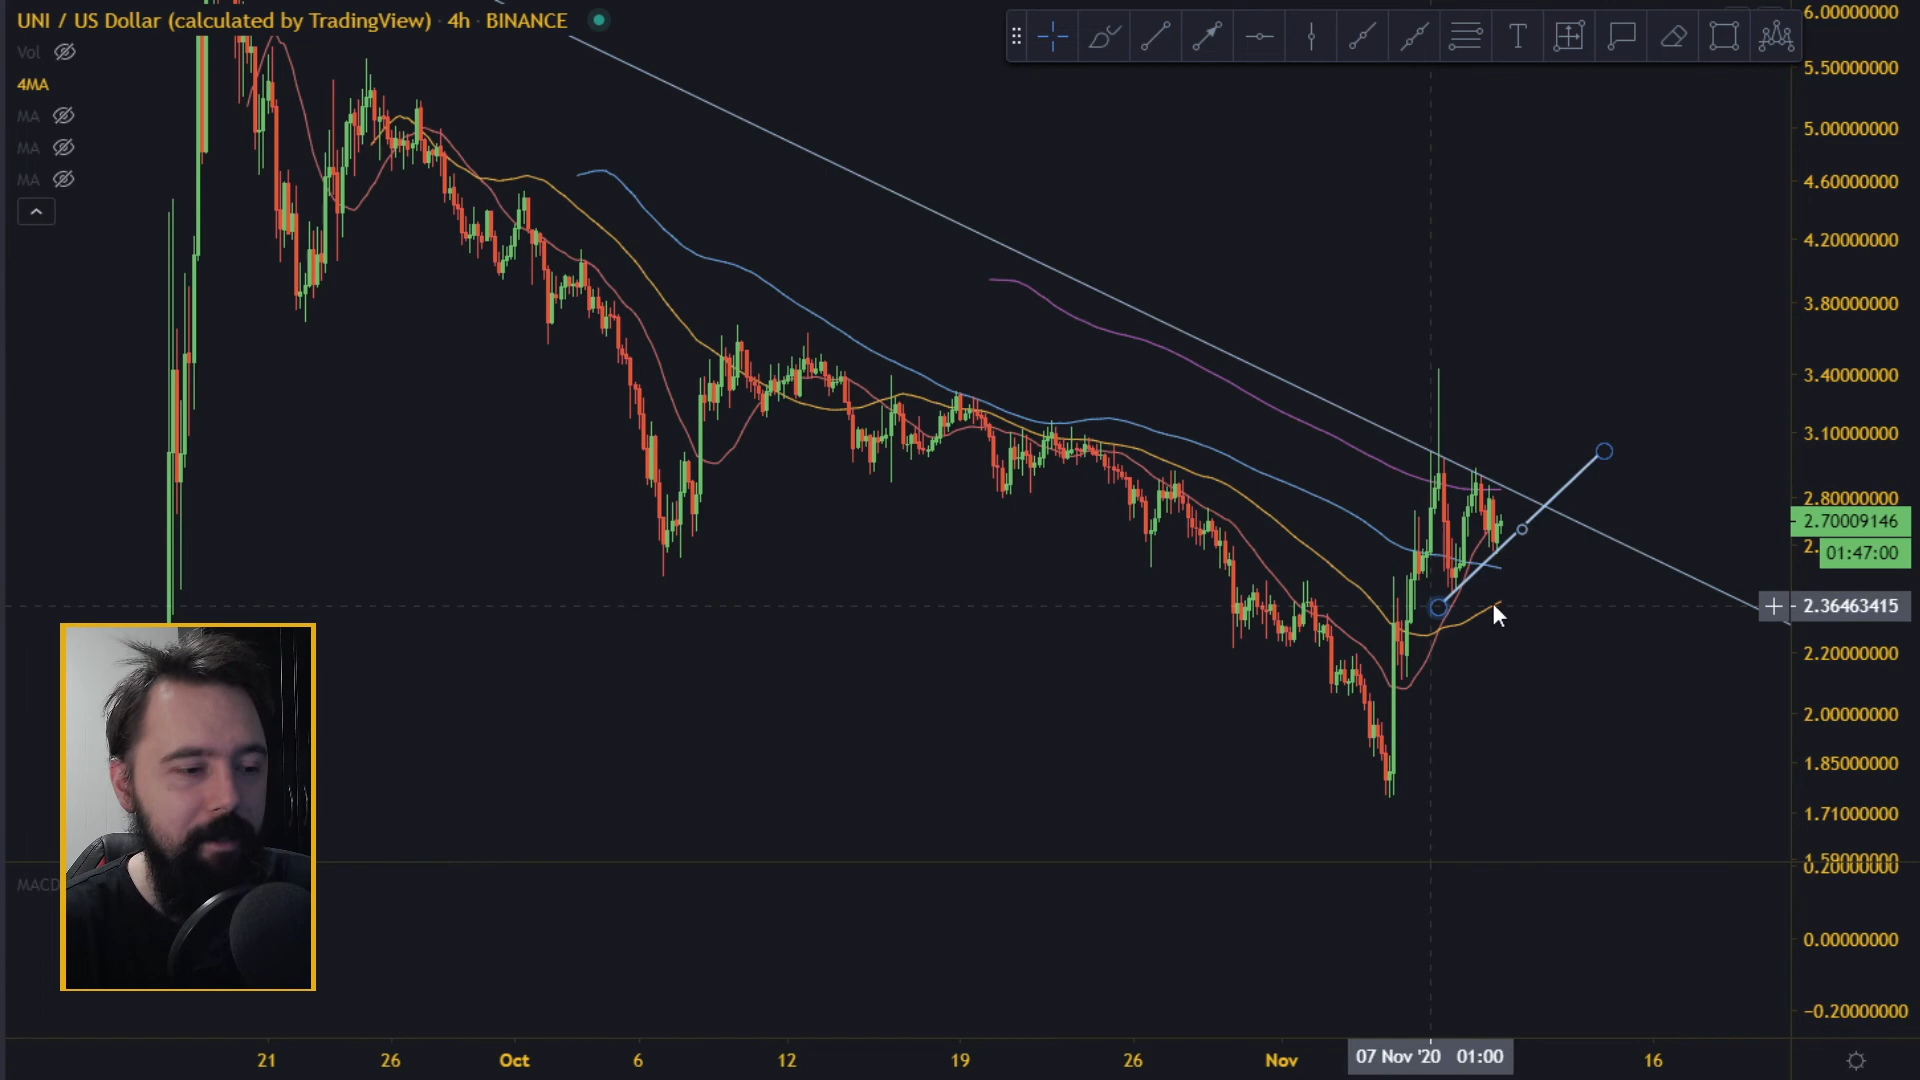 UNI / US Dollar (calculated by TradingView) · 4h · BINANCE
Vol
4MA
MA
MA
MA
T
6.00000000
5.50000000
5.00000000
4.60000000
4.20000000
3.80000000
3.40000000
3.10000000
2.80000000
2.70009146
2.
01:47:00
2.36463415
2.20000000
2.00000000
1.85000000
1.71000000
1.59000000
0.20000000
MACD
0.00000000
−0.20000000
21 26 Oct 6 12 19 26 Nov 07 Nov '20 01:00 16